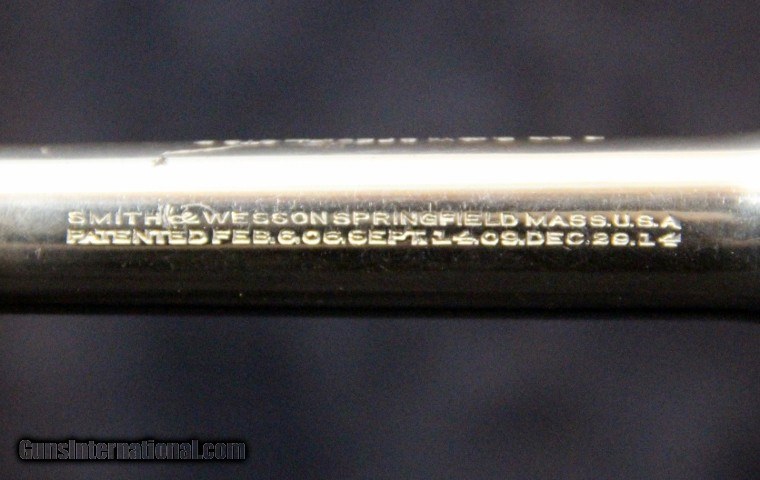 SMITH & WESSON SPRINGFIELD MASS. U.S.A
PATENTED FEB.6,06.SEPT.14.09.DEC.29.14
GunsInternational.com